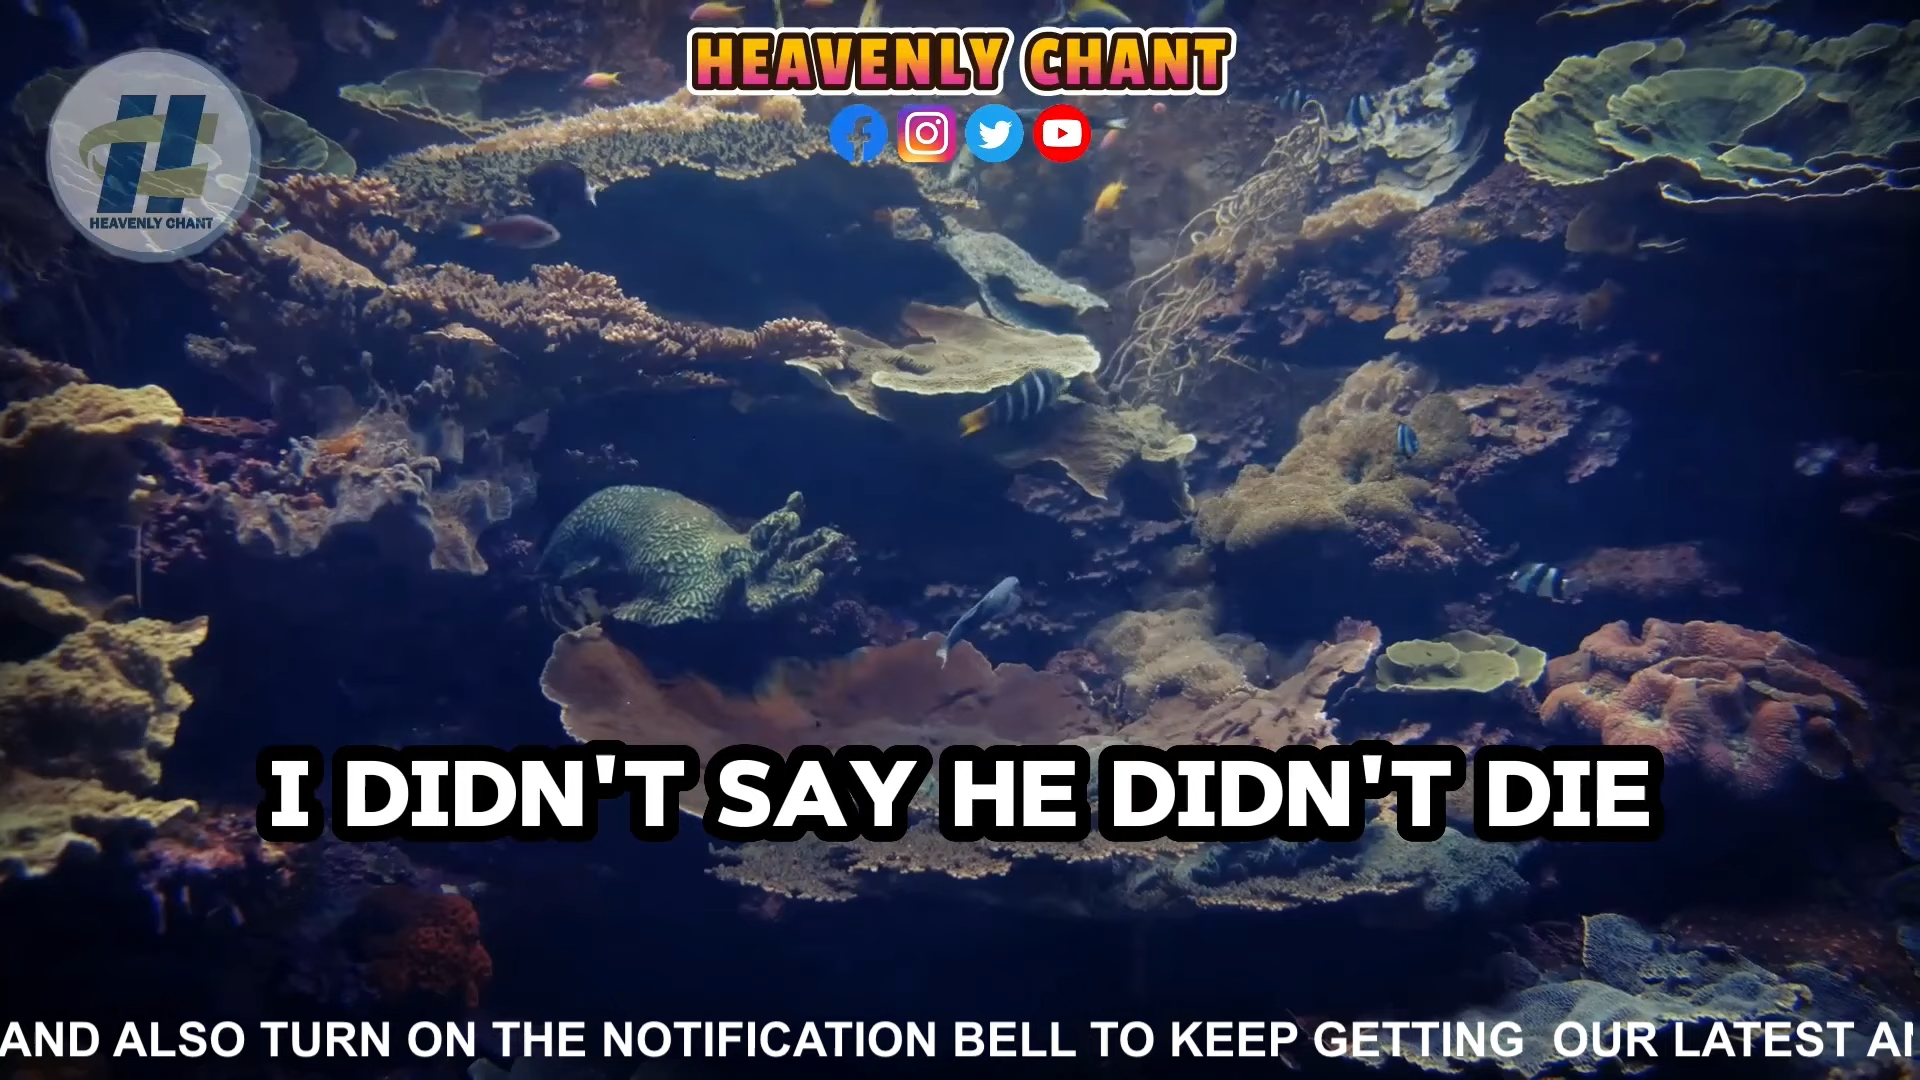 HEAVENLY CHANT
HEAVENLY CHANT
I DIDN'T SAY HE DIDN'T DIE
AND ALSO TURN ON THE NOTIFICATION BELL TO KEEP GETTING  OUR LATEST